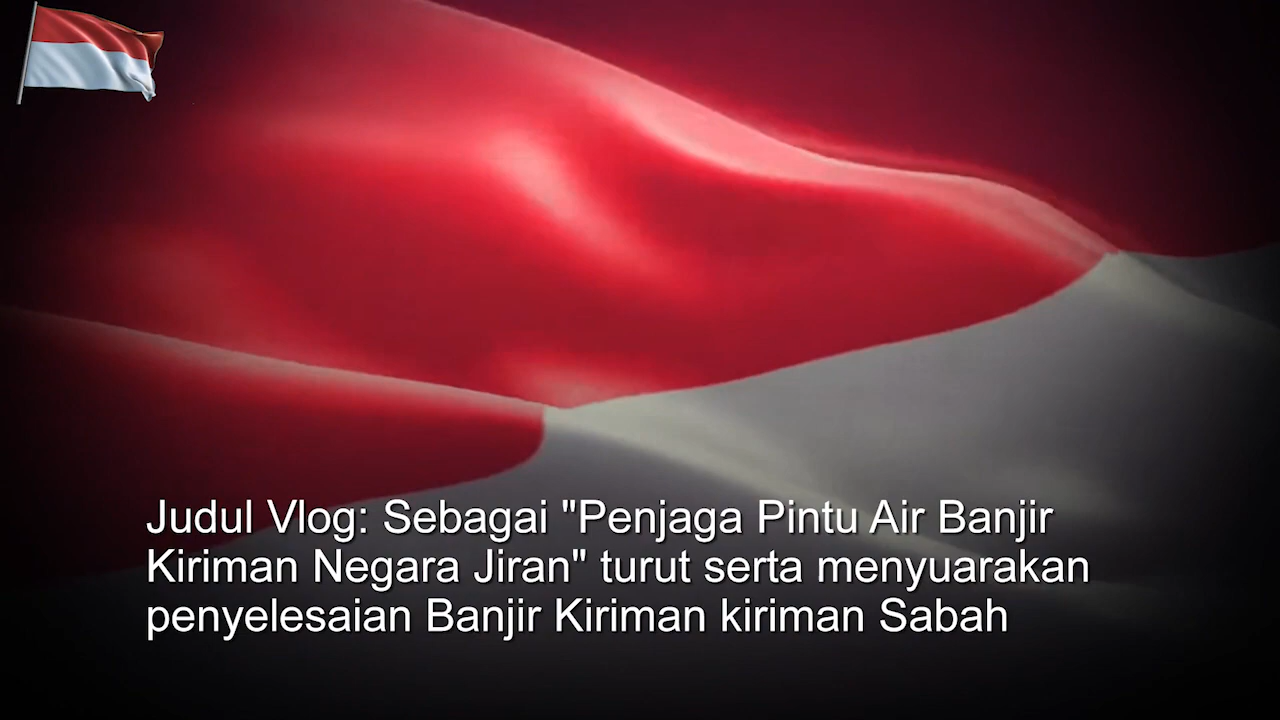 Judul Vlog: Sebagai "Penjaga Pintu Air Banjir
Kiriman Negara Jiran" turut serta menyuarakan
penyelesaian Banjir Kiriman kiriman Sabah